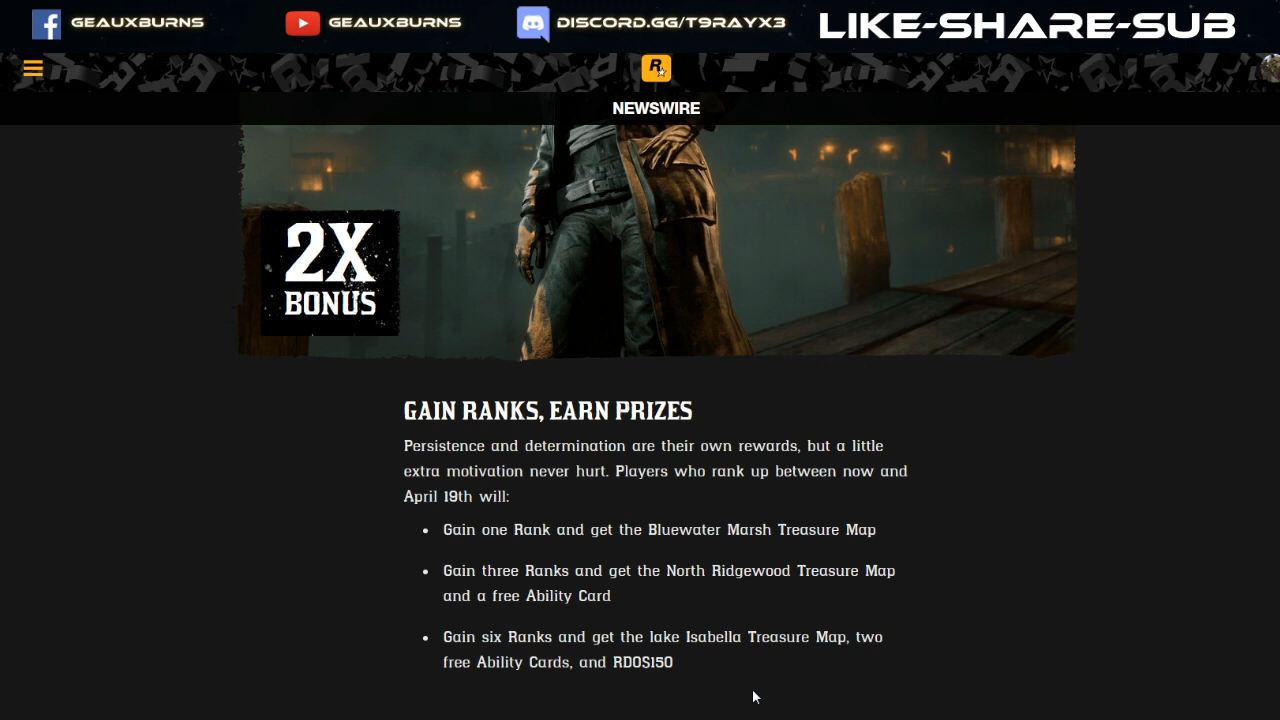 GEAUXBURNS
GEAUXBURNS
DISCORD.GG/T9RAYX3
LIKE-SHARE-SUB
R
NEWSWIRE
2X
BONUS
GAIN RANKS, EARN PRIZES
Persistence and determination are their own rewards, but a little
extra motivation never hurt. Players who rank up between now and
April 19th will:
• Gain one Rank and get the Bluewater Marsh Treasure Map
• Gain three Ranks and get the North Ridgewood Treasure Map
and a free Ability Card
• Gain six Ranks and get the lake Isabella Treasure Map, two
free Ability Cards, and RDO$150